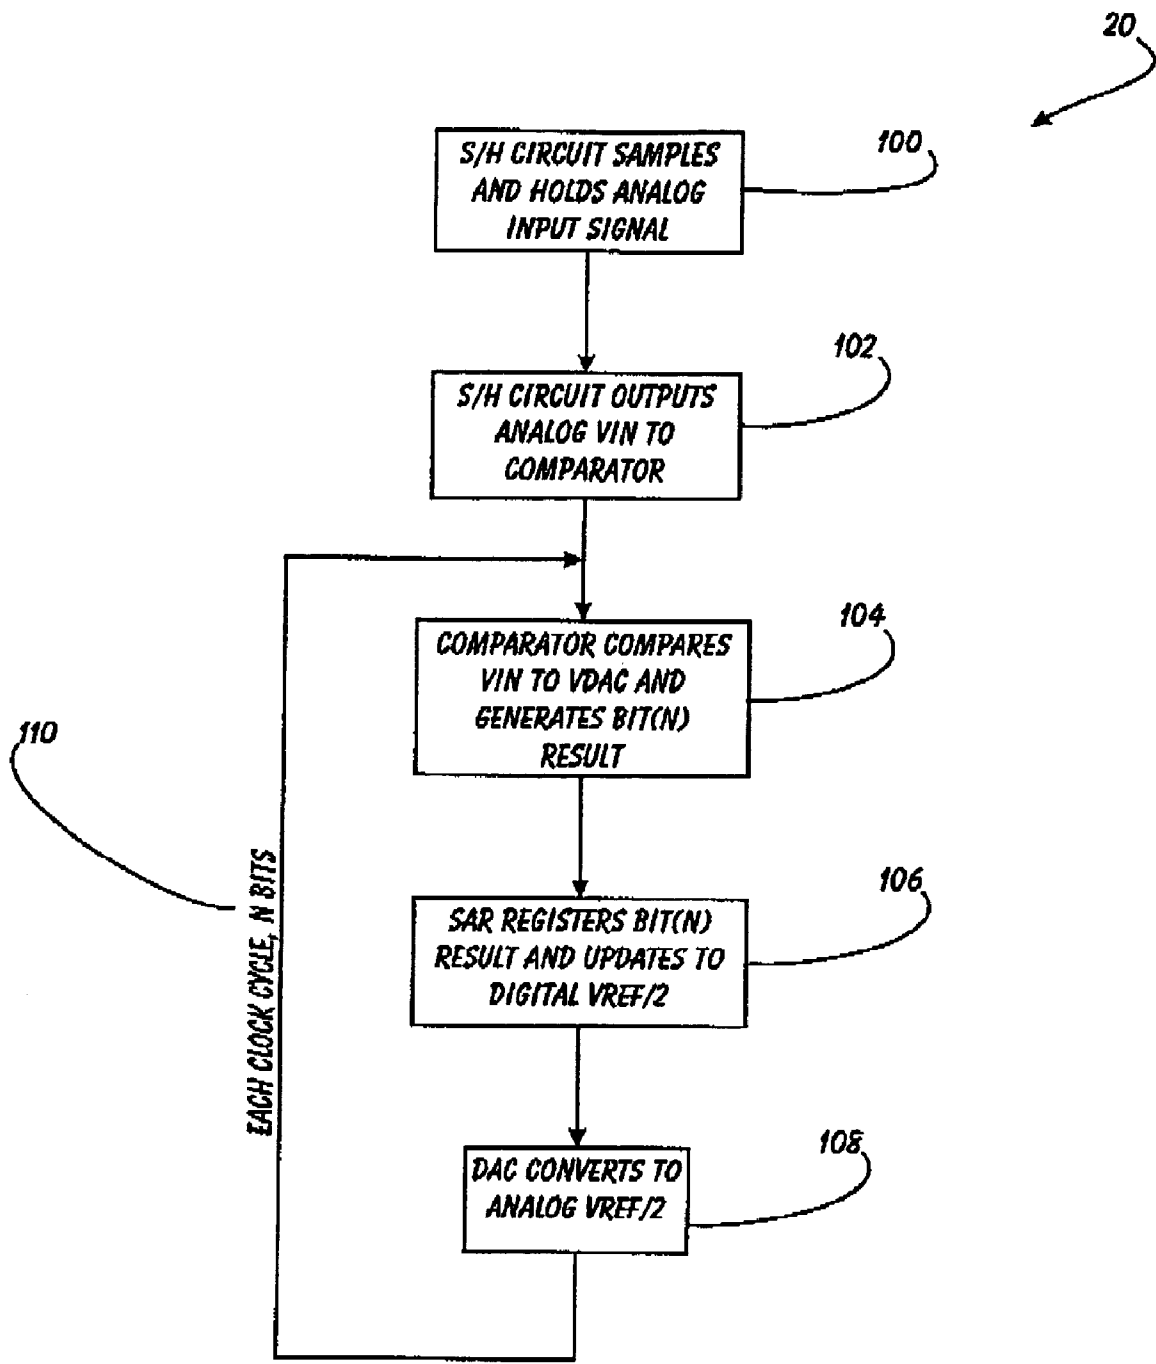 20
100
S/H CIRCUIT SAMPLES
AND HOLDS ANALOG
INPUT SIGNAL
102
S/H CIRCUIT OUTPUTS
ANALOG VIN TO
COMPARATOR
104
COMPARATOR COMPARES
VIN TO VDAC AND
GENERATES BIT(N)
RESULT
110
EACH CLOCK CYCLE, N BITS
106
SAR REGISTERS BIT(N)
RESULT AND UPDATES TO
DIGITAL VREF/2
108
DAC CONVERTS TO
ANALOG VREF/2